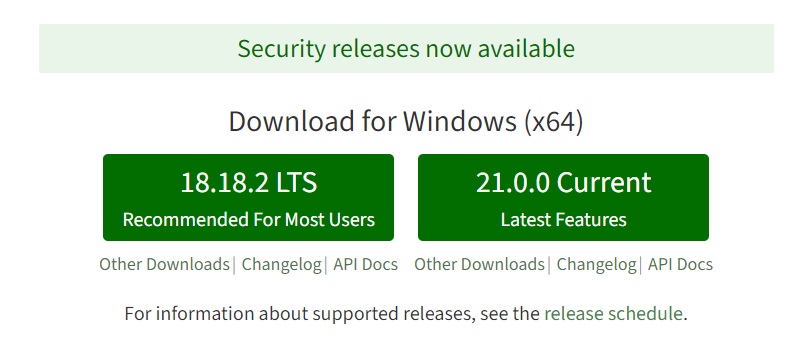 Security releases now available
Download for Windows (x64)
18.18.2 LTS
Recommended For Most Users
21.0.0 Current
Latest Features
Other Downloads| Changelog| API Docs
Other Downloads| Changelog| API Docs
For information about supported releases, see the release schedule.